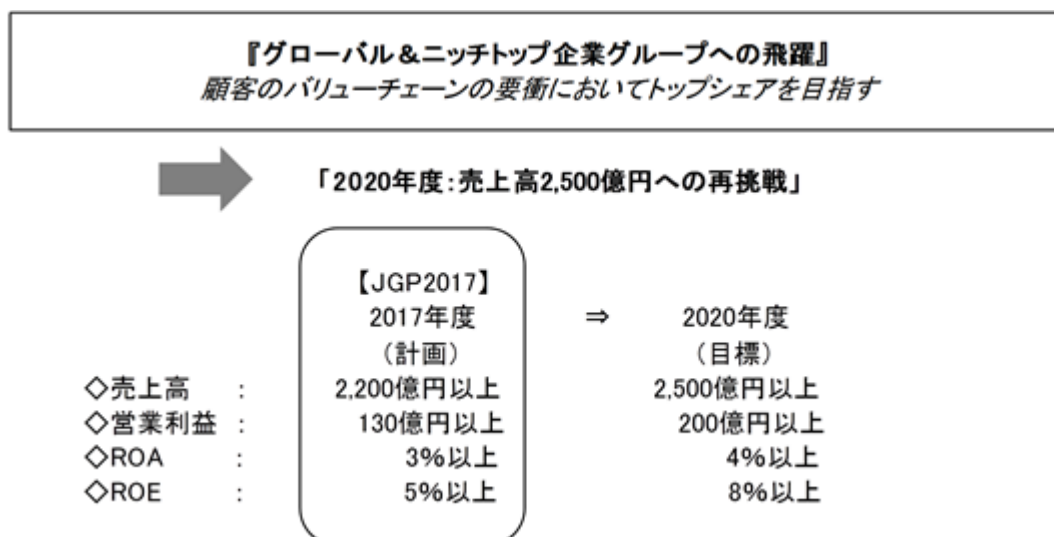 『グローバル&ニッチトップ企業グループへの飛躍』
顧客のバリューチェーンの要衝においてトップシェアを目指す
「2020年度:売上高2,500億円への再挑戦」
【JGP2017】
2017年度 ⇒ 2020年度
(計画) (目標)
◇売上高 : 2,200億円以上 2,500億円以上
◇営業利益 : 130億円以上 200億円以上
◇ROA : 3%以上 4%以上
◇ROE : 5%以上 8%以上